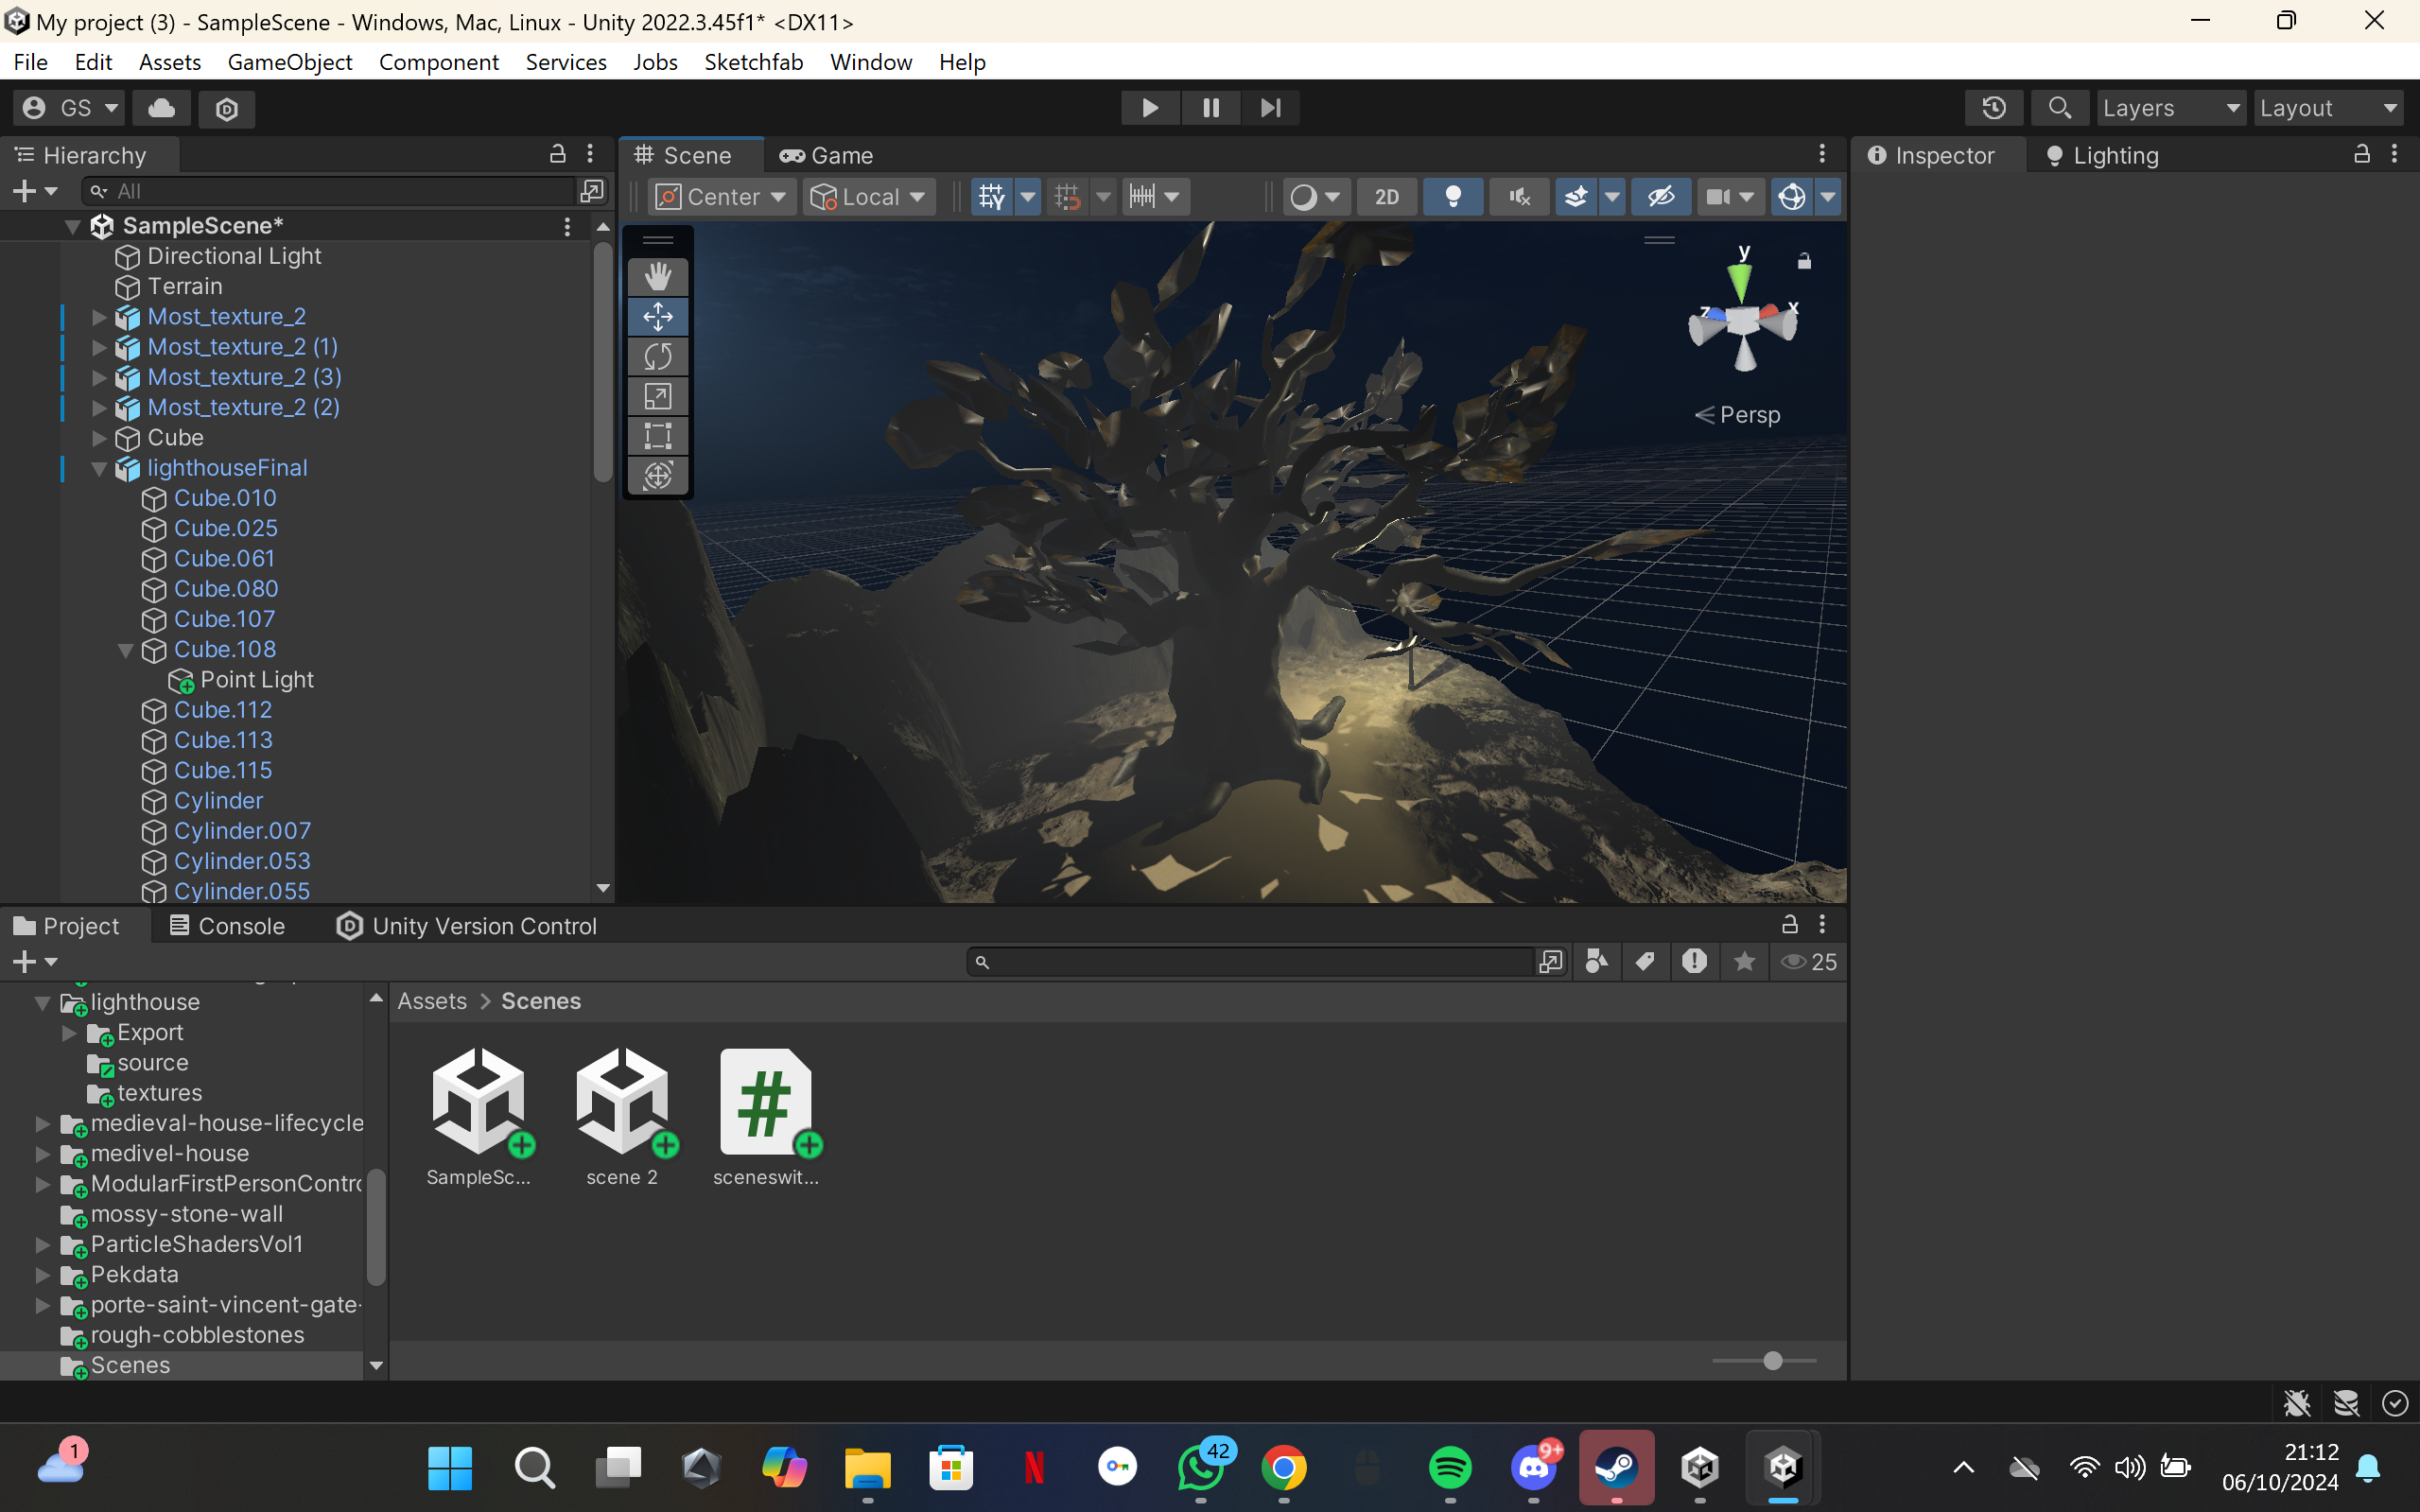 My project (3) - SampleScene - Windows, Mac, Linux - Unity 2022.3.45f1* <DX11>
File Edit Assets GameObject Component Services Jobs Sketchfab Window Help
GS Layers Layout
Hierarchy
All
SampleScene*
Directional Light
Terrain
Most_texture_2
Most_texture_2 (1)
Most_texture_2 (3)
Most_texture_2 (2)
Cube
lighthouseFinal
Cube.010
Cube.025
Cube.061
Cube.080
Cube.107
Cube.108
Point Light
Cube.112
Cube.113
Cube.115
Cylinder
Cylinder.007
Cylinder.053
Cylinder.055
Scene Game
Center Local 2D
y
z x
Persp
Inspector Lighting
Project Console Unity Version Control
25
lighthouse
Export
source
textures
medieval-house-lifecycle
medivel-house
ModularFirstPersonContro
mossy-stone-wall
ParticleShadersVol1
Pekdata
porte-saint-vincent-gate-
rough-cobblestones
Scenes
Assets > Scenes
SampleSc... scene 2 sceneswit...
1
42
9+
21:12
06/10/2024